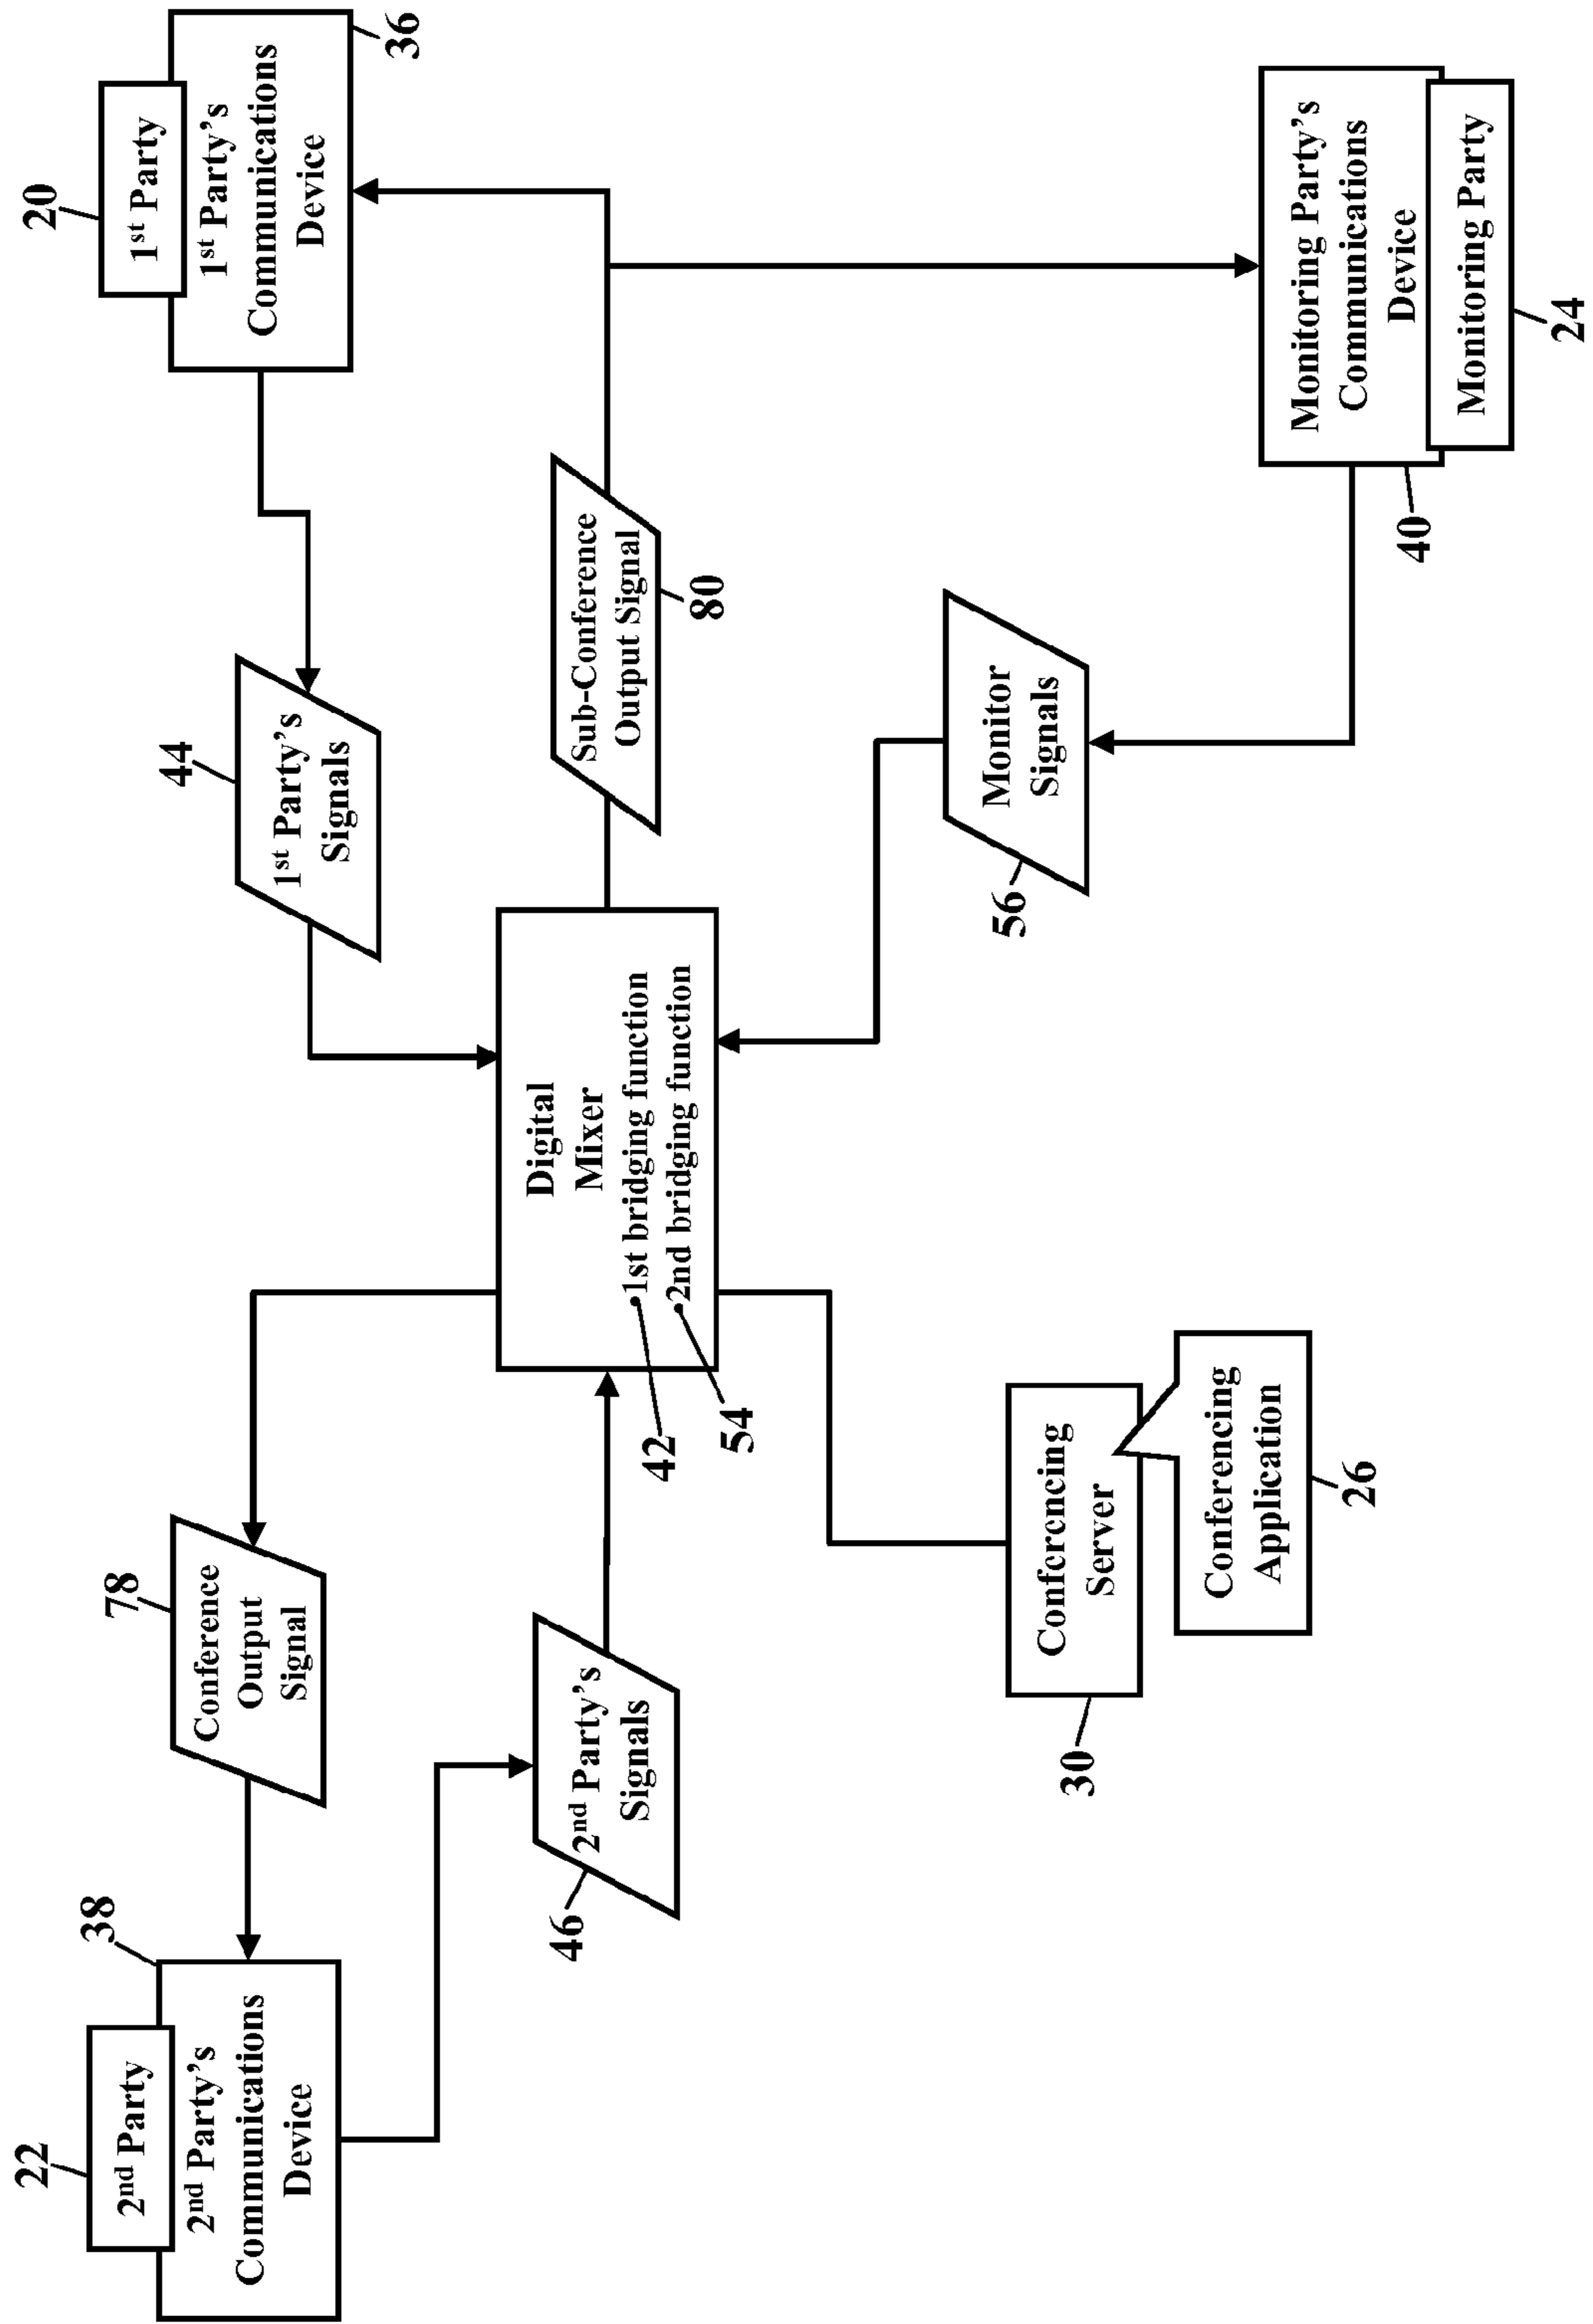 22
2nd Party
2nd Party's
Communications
Device
38
78
Conference
Output
Signal
46
2nd Party's
Signals
44
1st Party's
Signals
20
1st Party
1st Party's
Communications
Device
36
Digital
Mixer
•1st bridging function
•2nd bridging function
42
54
Sub-Conference
Output Signal
80
30
Conferencing
Server
Conferencing
Application
26
56
Monitor
Signals
Monitoring Party's
Communications
Device
40
Monitoring Party
24